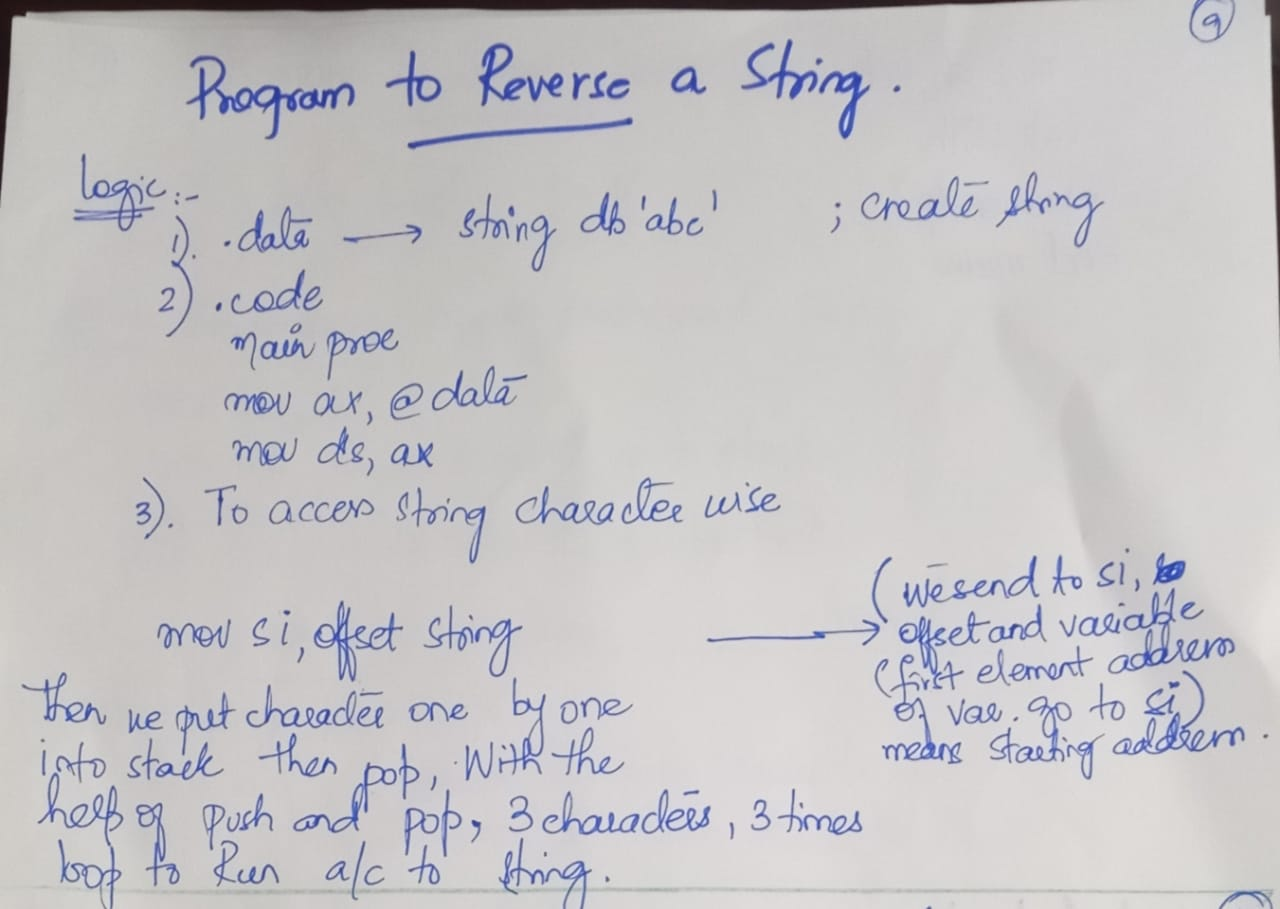 9
Program to Reverse a String.
Logic:-
1). .data → string db 'abc' ; create string
2) .code
main proc
mov ax, @data
mov ds, ax
3). To access string character wise
mov si, offset string → (we send to si,
offset and variable
(first element address
of var. go to si)
means starting address.
Then we put character one by one
into stack then pop, With the
help of push and pop, 3 characters, 3 times
loop to Run a/c to string.